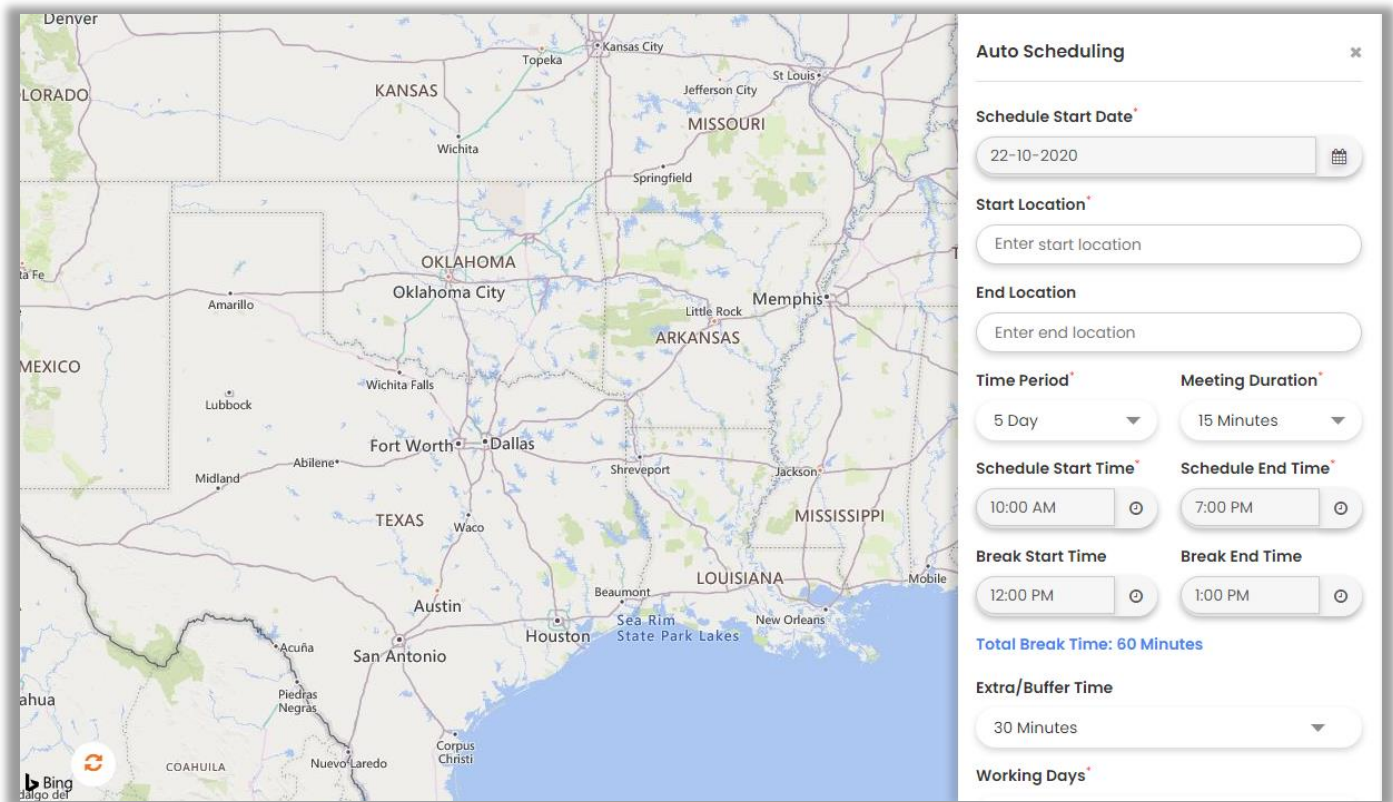 Denver
Kansas City
Topeka
St Louis
LORADO
KANSAS
Jefferson City
MISSOURI
Wichita
Springfield
OKLAHOMA
ta Fe
Oklahoma City
Amarillo
Memphis
Little Rock
ARKANSAS
MEXICO
Wichita Falls
Lubbock
Fort Worth
Dallas
Abilene
Shreveport
Jackson
Midland
TEXAS
Waco
MISSISSIPPI
LOUISIANA
Mobile
Beaumont
Austin
Sea Rim
State Park Lakes
New Orleans
Houston
Acuña
San Antonio
Piedras
Negras
ahua
Corpus
Christi
Nuevo Laredo
COAHUILA
Bing
dalgo del
Auto Scheduling
Schedule Start Date*
22-10-2020
Start Location*
Enter start location
End Location
Enter end location
Time Period* Meeting Duration*
5 Day 15 Minutes
Schedule Start Time* Schedule End Time*
10:00 AM 7:00 PM
Break Start Time Break End Time
12:00 PM 1:00 PM
Total Break Time: 60 Minutes
Extra/Buffer Time
30 Minutes
Working Days*